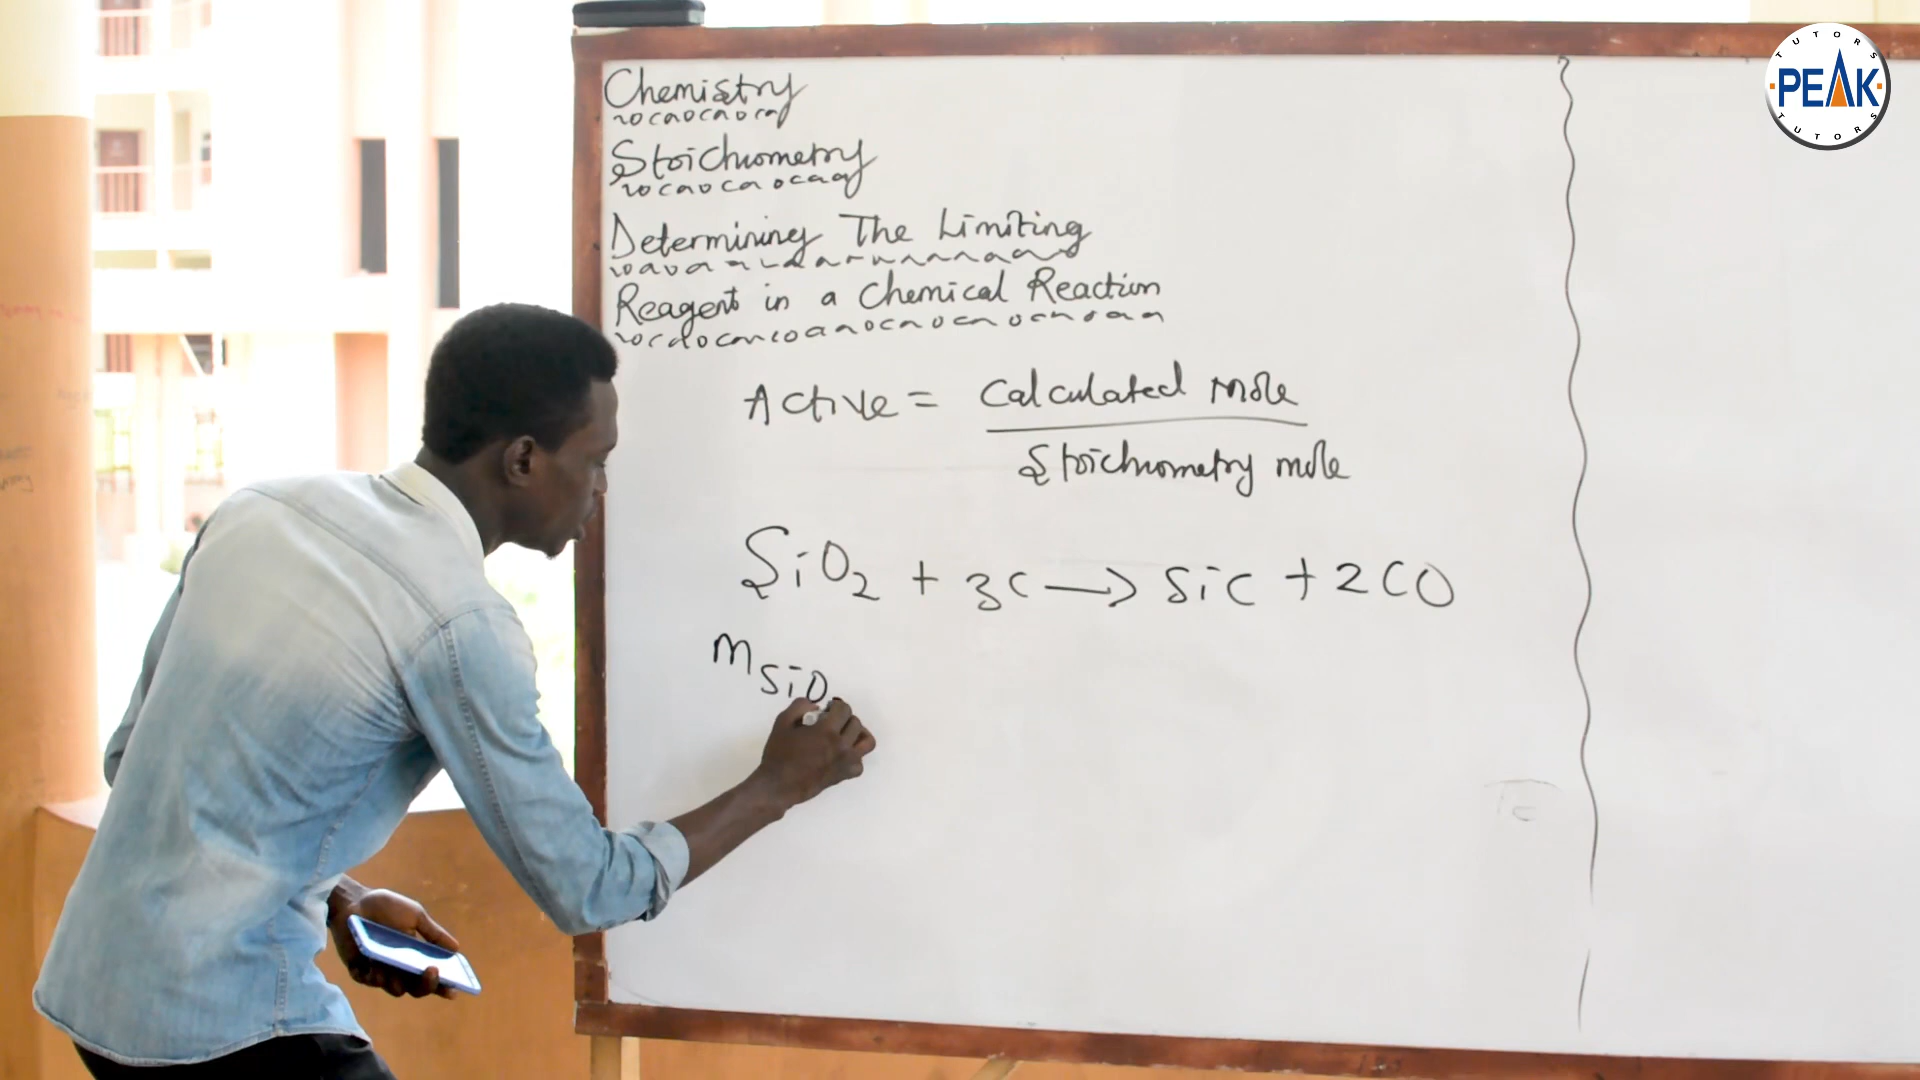 Chemistry
Stoichiometry
Determining The Limiting
Reagent in a Chemical Reaction
Active = Calculated mole
Stoichiometry mole
SiO2 + 3C → SiC + 2CO
mSiO
TUTORS
PEAK
TUTORS